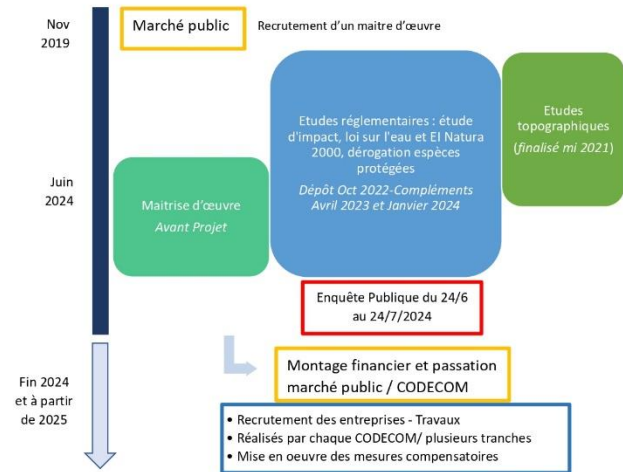 Nov
2019
Marché public
Recrutement d'un maitre d'œuvre
Etudes réglementaires : étude
d'impact, loi sur l'eau et EI Natura
2000, dérogation espèces
protégées
Dépôt Oct 2022-Compléments
Avril 2023 et Janvier 2024
Etudes
topographiques
(finalisé mi 2021)
Juin
2024
Maitrise d'œuvre
Avant Projet
Enquête Publique du 24/6
au 24/7/2024
Montage financier et passation
marché public / CODECOM
Fin 2024
et à partir
de 2025
• Recrutement des entreprises - Travaux
• Réalisés par chaque CODECOM/ plusieurs tranches
• Mise en oeuvre des mesures compensatoires